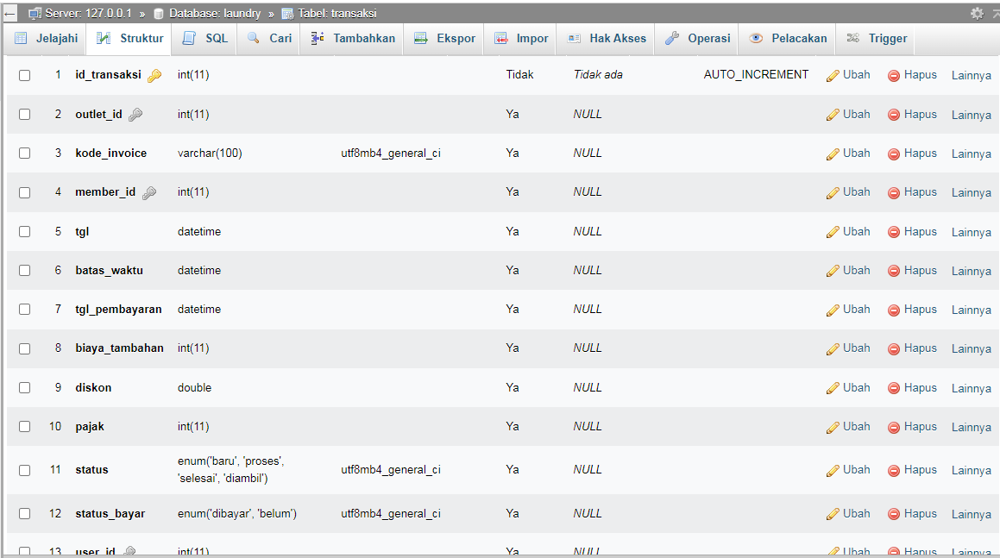 Server: 127.0.0.1 » Database: laundry » Tabel: transaksi
Jelajahi Struktur SQL Cari Tambahkan Ekspor Impor Hak Akses Operasi Pelacakan Trigger
1 id_transaksi int(11) Tidak Tidak ada AUTO_INCREMENT Ubah Hapus Lainnya
2 outlet_id int(11) Ya NULL Ubah Hapus Lainnya
3 kode_invoice varchar(100) utf8mb4_general_ci Ya NULL Ubah Hapus Lainnya
4 member_id int(11) Ya NULL Ubah Hapus Lainnya
5 tgl datetime Ya NULL Ubah Hapus Lainnya
6 batas_waktu datetime Ya NULL Ubah Hapus Lainnya
7 tgl_pembayaran datetime Ya NULL Ubah Hapus Lainnya
8 biaya_tambahan int(11) Ya NULL Ubah Hapus Lainnya
9 diskon double Ya NULL Ubah Hapus Lainnya
10 pajak int(11) Ya NULL Ubah Hapus Lainnya
11 status enum('baru', 'proses',
'selesai', 'diambil') utf8mb4_general_ci Ya NULL Ubah Hapus Lainnya
12 status_bayar enum('dibayar', 'belum') utf8mb4_general_ci Ya NULL Ubah Hapus Lainnya
13 user_id int(11) Ya NULL Ubah Hapus Lainnya